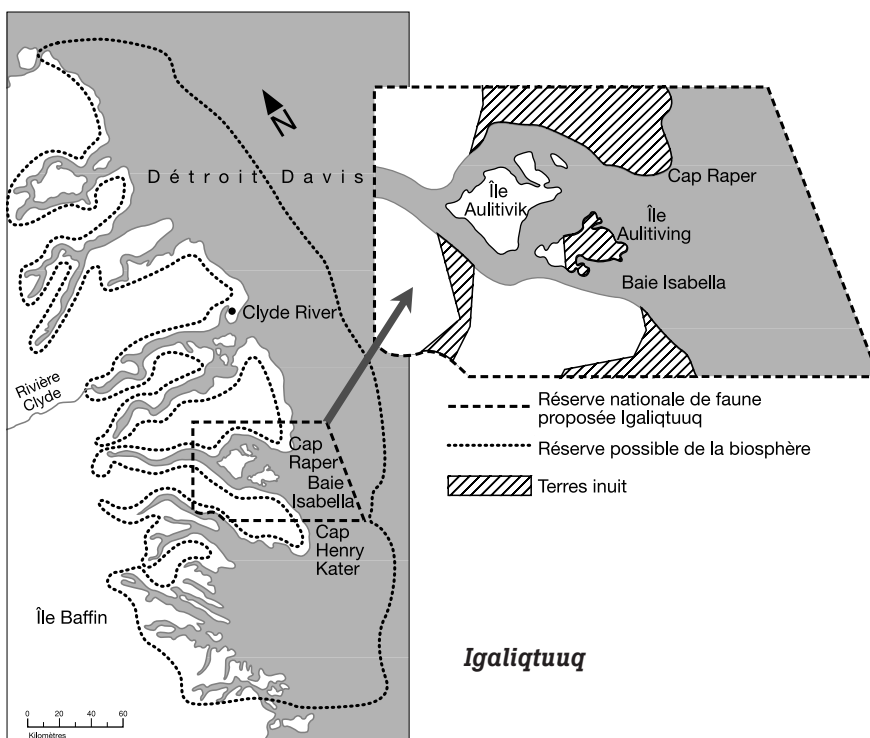 N
Détroit Davis
Clyde River
Rivière
Clyde
Cap
Raper
Baie
Isabella
Cap
Henry
Kater
Île Baffin
0 20 40 60
Kilomètres
Île
Aulitivik
Cap Raper
Île
Aulitiving
Baie Isabella
Réserve nationale de faune
proposée Igaliqtuuq
Réserve possible de la biosphère
Terres inuit
Igaliqtuuq